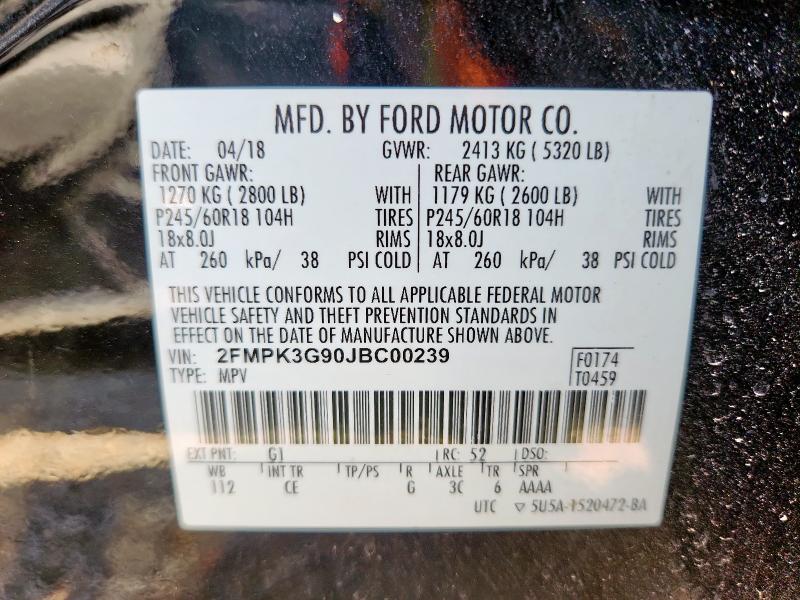 MFD. BY FORD MOTOR CO.
DATE: 04/18 GVWR: 2413 KG ( 5320 LB)
FRONT GAWR: REAR GAWR:
1270 KG ( 2800 LB) WITH 1179 KG ( 2600 LB) WITH
P245/60R18 104H TIRES P245/60R18 104H TIRES
18x8.0J RIMS 18x8.0J RIMS
AT 260 kPa/ 38 PSI COLD AT 260 kPa/ 38 PSI COLD
THIS VEHICLE CONFORMS TO ALL APPLICABLE FEDERAL MOTOR
VEHICLE SAFETY AND THEFT PREVENTION STANDARDS IN
EFFECT ON THE DATE OF MANUFACTURE SHOWN ABOVE.
VIN: 2FMPK3G90JBC00239 F0174
TYPE: MPV T0459
EXT PNT: G1 RC: 52 DSO:
WB INT TR TP/PS R AXLE TR SPR
112 CE G 3C 6 AAAA
UTC ▽ 5U5A-1520472-BA